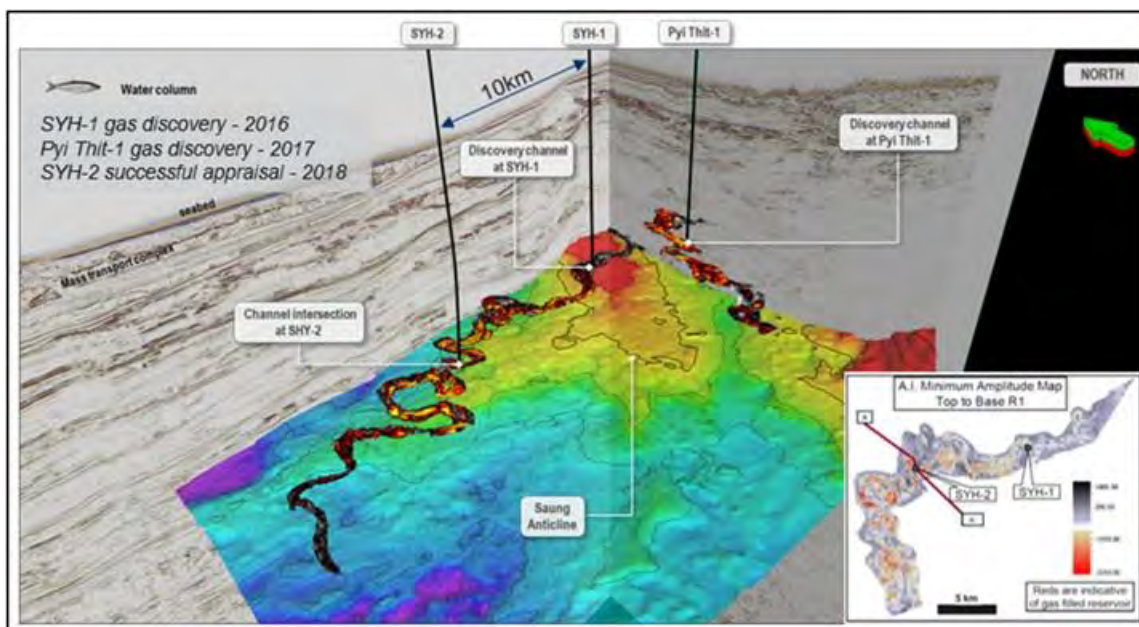 SYH-2
SYH-1
Pyi Thit-1
NORTH
Water column
10km
SYH-1 gas discovery - 2016
Pyi Thit-1 gas discovery - 2017
SYH-2 successful appraisal - 2018
Discovery channel
at SYH-1
Discovery channel
at Pyi Thit-1
seabed
Mass transport complex
Channel intersection
at SHY-2
Saung
Anticline
A.I. Minimum Amplitude Map
Top to Base R1
SYH-2
SYH-1
5 km
Reds are indicative
of gas filled reservoir